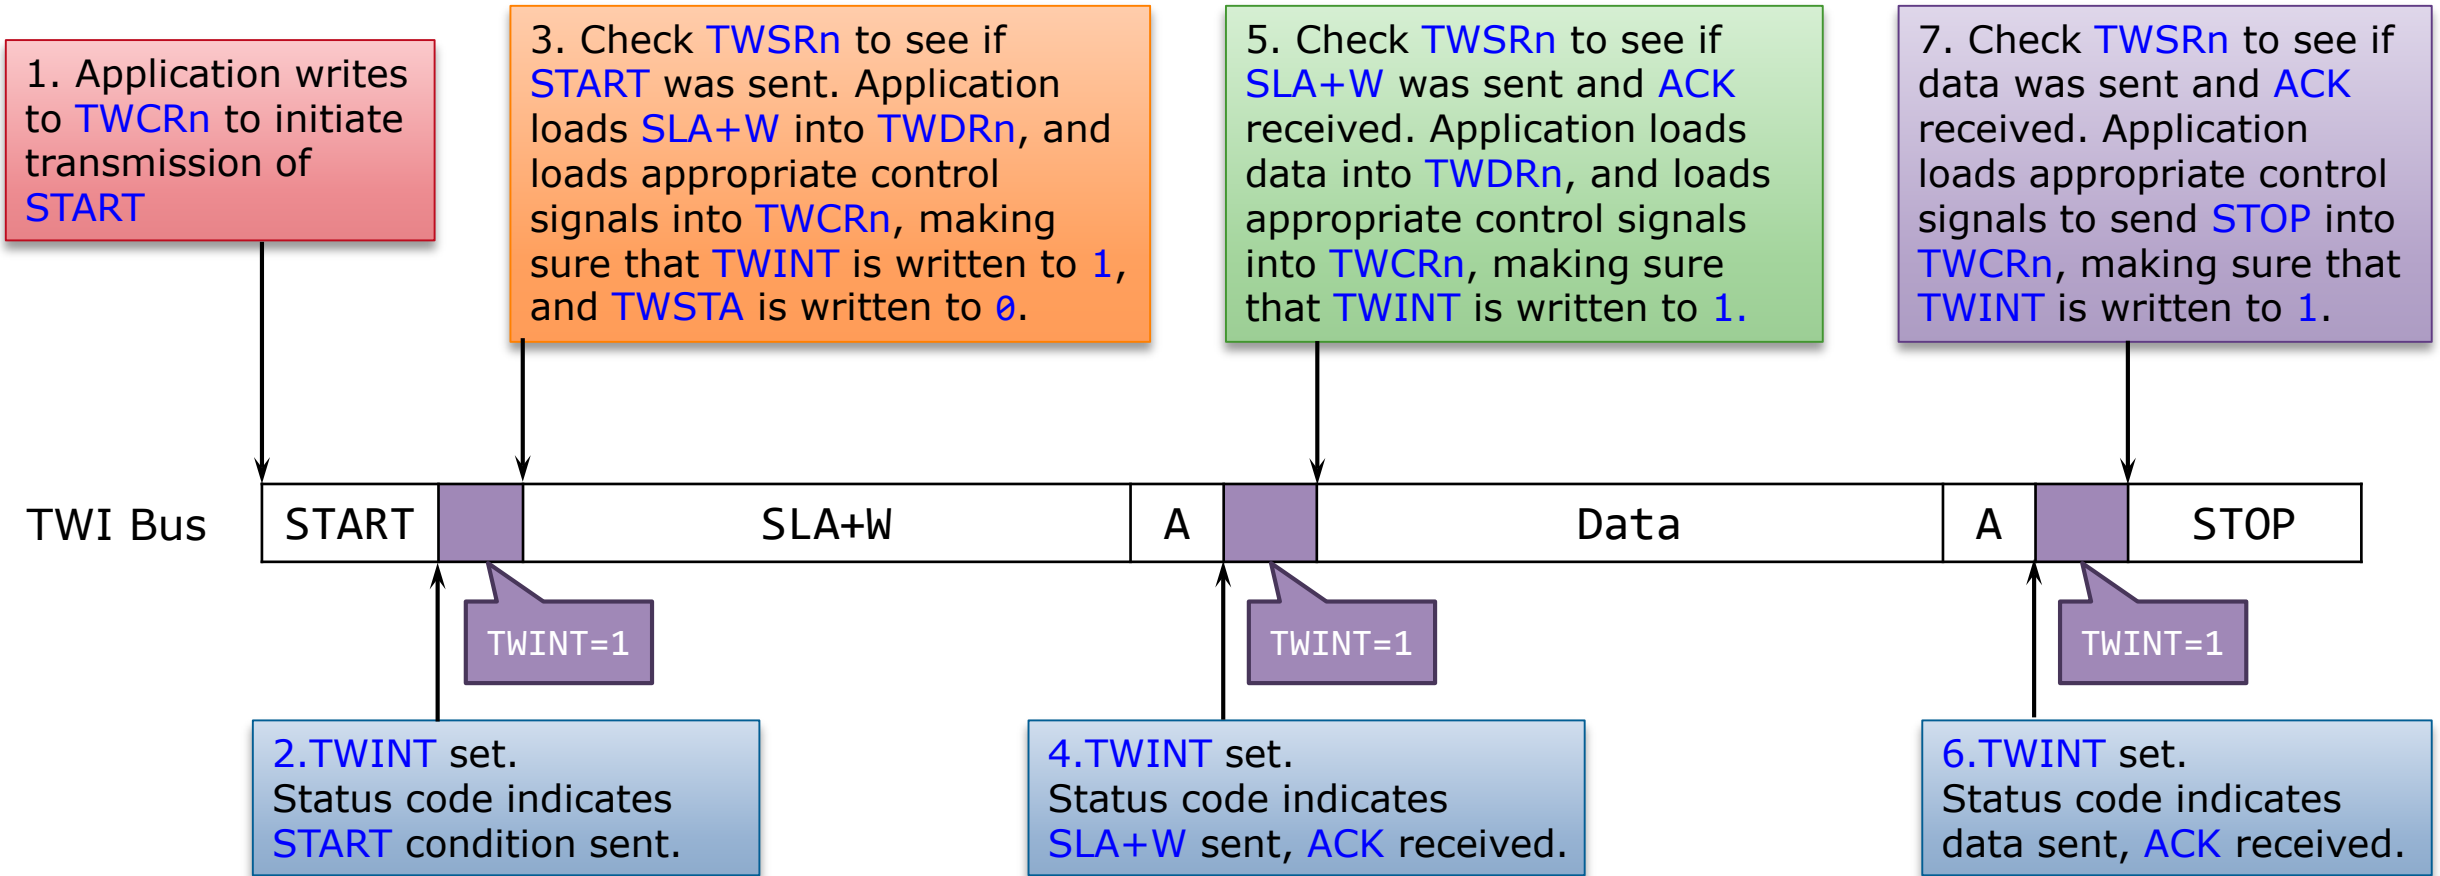 1. Application writes
to TWCRn to initiate
transmission of
START
3. Check TWSRn to see if
START was sent. Application
loads SLA+W into TWDRn, and
loads appropriate control
signals into TWCRn, making
sure that TWINT is written to 1,
and TWSTA is written to 0.
5. Check TWSRn to see if
SLA+W was sent and ACK
received. Application loads
data into TWDRn, and loads
appropriate control signals
into TWCRn, making sure
that TWINT is written to 1.
7. Check TWSRn to see if
data was sent and ACK
received. Application
loads appropriate control
signals to send STOP into
TWCRn, making sure that
TWINT is written to 1.
TWI Bus START SLA+W A Data A STOP
TWINT=1 TWINT=1 TWINT=1
2.TWINT set.
Status code indicates
START condition sent.
4.TWINT set.
Status code indicates
SLA+W sent, ACK received.
6.TWINT set.
Status code indicates
data sent, ACK received.